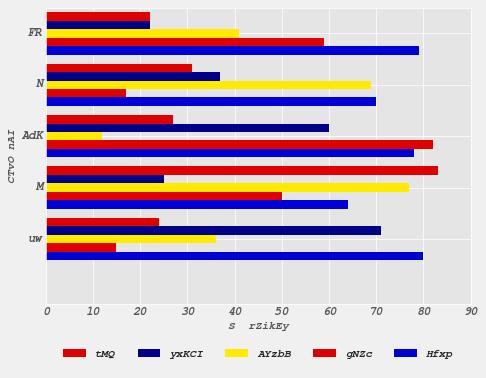 FR
N
AdK
M
uw
CTvO nAI
0 10 20 30 40 50 60 70 80 90
S rZikEy
tMQ yxKCI AYzbB gNZc Hfxp